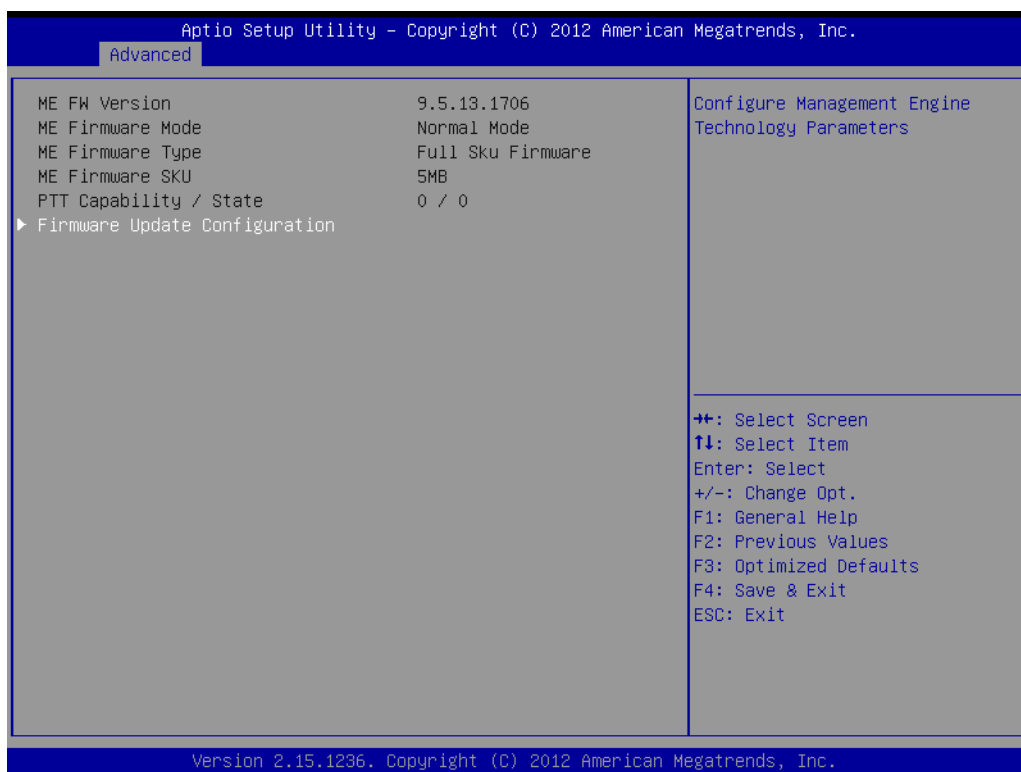 Aptio Setup Utility – Copyright (C) 2012 American Megatrends, Inc.
Advanced
ME FW Version 9.5.13.1706
ME Firmware Mode Normal Mode
ME Firmware Type Full Sku Firmware
ME Firmware SKU 5MB
PTT Capability / State 0 / 0
▶ Firmware Update Configuration
Configure Management Engine
Technology Parameters
→←: Select Screen
↑↓: Select Item
Enter: Select
+/-: Change Opt.
F1: General Help
F2: Previous Values
F3: Optimized Defaults
F4: Save & Exit
ESC: Exit
Version 2.15.1236. Copyright (C) 2012 American Megatrends, Inc.